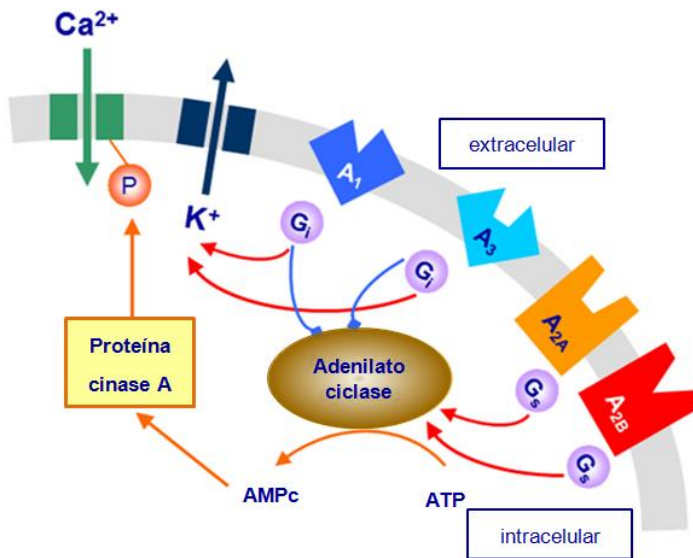 Ca²⁺
extracelular
A₁
P
K⁺
Gᵢ
A₃
Gᵢ
A₂A
Proteína
cinase A
Adenilato
ciclase
Gₛ
A₂B
Gₛ
AMPc
ATP
intracelular